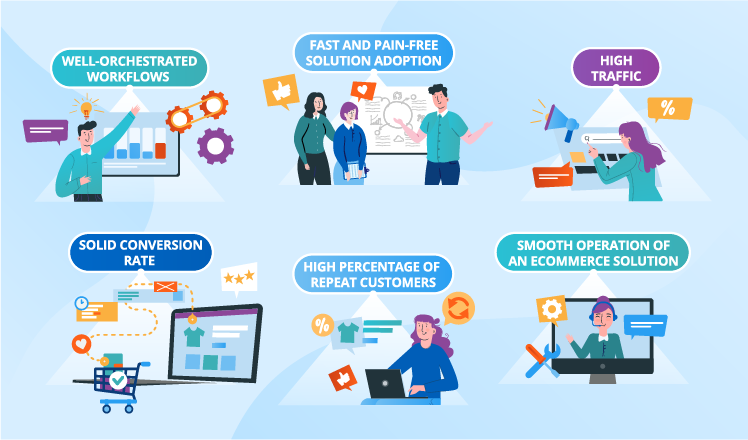 WELL-ORCHESTRATED
WORKFLOWS
FAST AND PAIN-FREE
SOLUTION ADOPTION
HIGH
TRAFFIC
%
SOLID CONVERSION
RATE
HIGH PERCENTAGE OF
REPEAT CUSTOMERS
%
SMOOTH OPERATION OF
AN ECOMMERCE SOLUTION